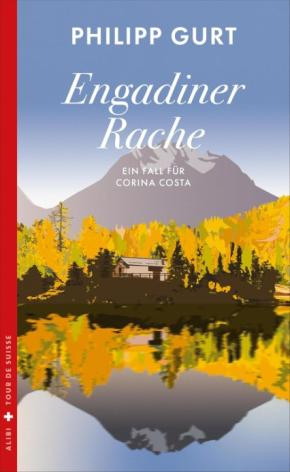 PHILIPP GURT
Engadiner
Rache
EIN FALL FÜR
CORINA COSTA
ALIBI + TOUR DE SUISSE